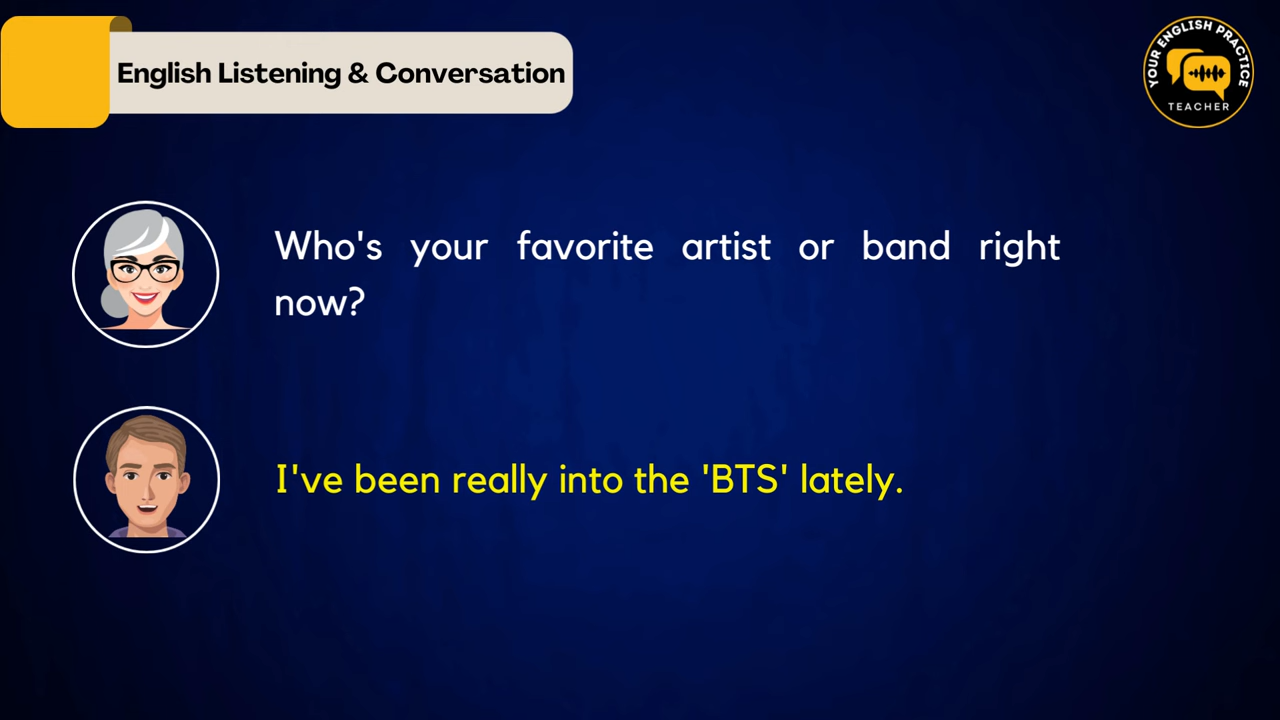 English Listening & Conversation
YOUR ENGLISH PRACTICE
TEACHER
Who's your favorite artist or band right
now?
I've been really into the 'BTS' lately.